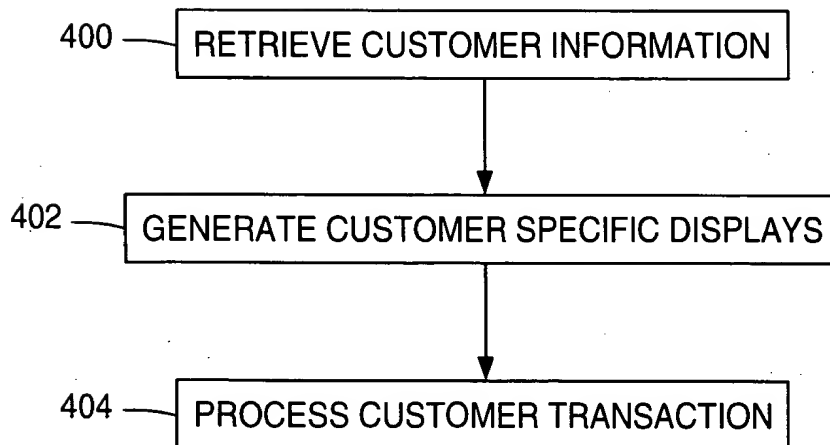 400 RETRIEVE CUSTOMER INFORMATION
402 GENERATE CUSTOMER SPECIFIC DISPLAYS
404 PROCESS CUSTOMER TRANSACTION